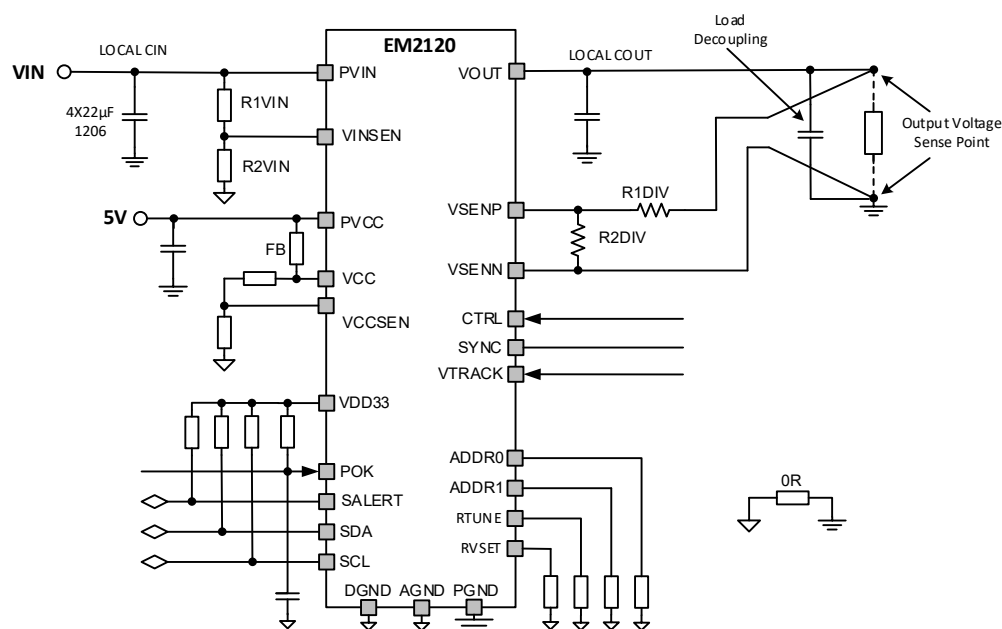 EM2120
LOCAL CIN
VIN
4X22µF
1206
R1VIN
R2VIN
PVIN
VINSEN
5V
FB
PVCC
VCC
VCCSEN
VDD33
POK
SALERT
SDA
SCL
DGND
AGND
PGND
VOUT
LOCAL COUT
Load
Decoupling
Output Voltage
Sense Point
VSENP
R1DIV
R2DIV
VSENN
CTRL
SYNC
VTRACK
ADDR0
ADDR1
RTUNE
RVSET
0R